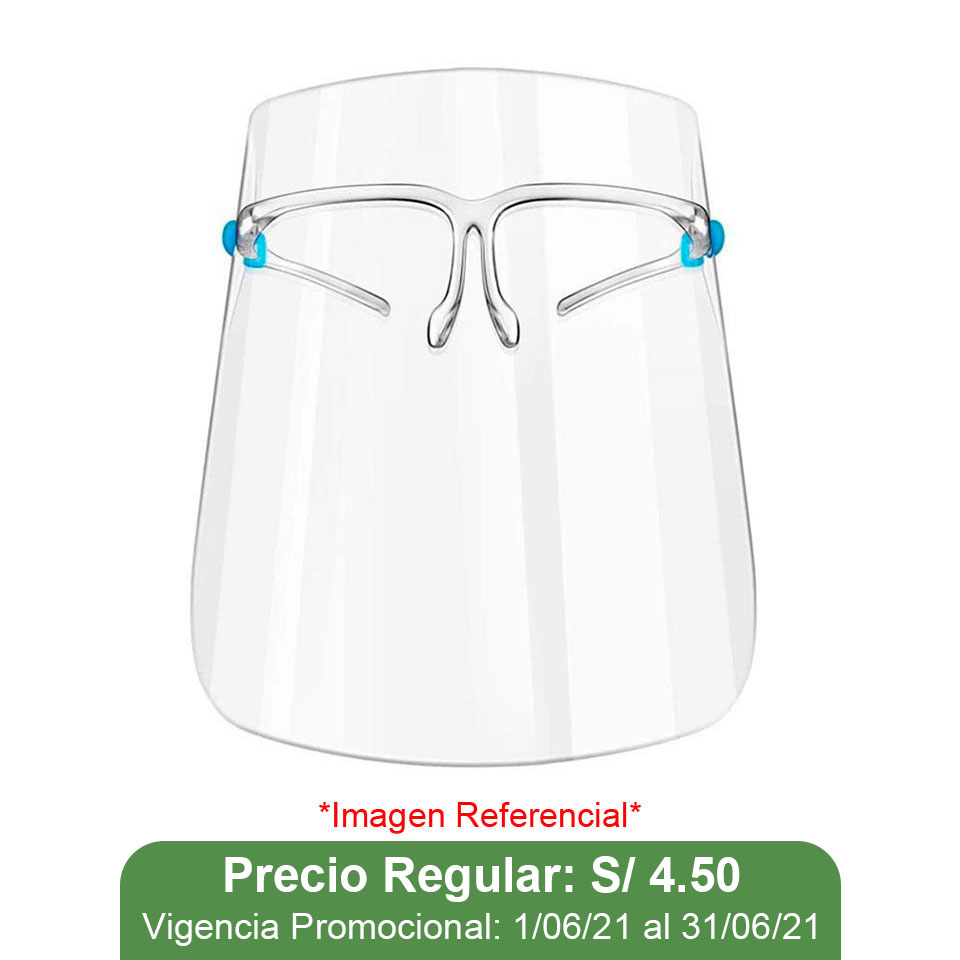 *Imagen Referencial*
Precio Regular: S/ 4.50
Vigencia Promocional: 1/06/21 al 31/06/21